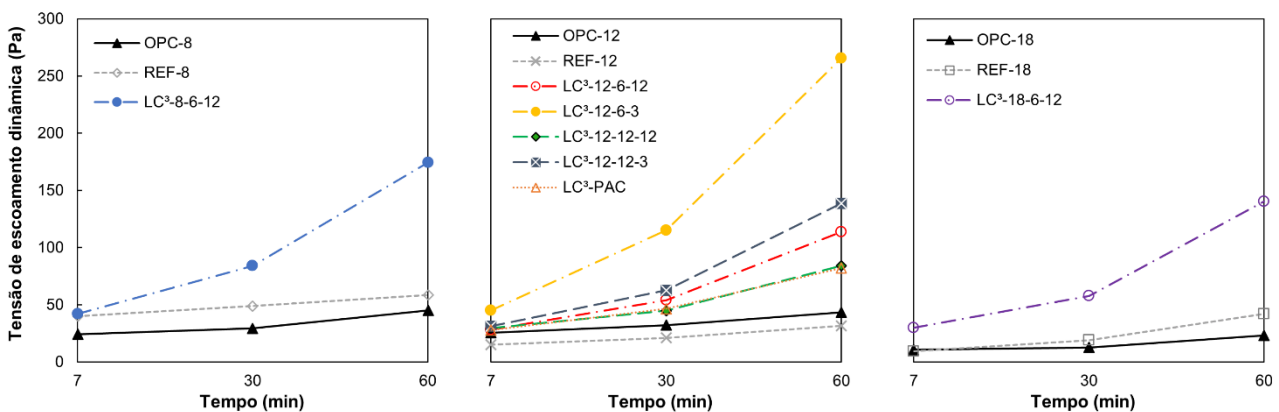 Tensão de escoamento dinâmica (Pa)
300
250
200
150
100
50
0
OPC-8
REF-8
LC³-8-6-12
7 30 60
Tempo (min)
OPC-12
REF-12
LC³-12-6-12
LC³-12-6-3
LC³-12-12-12
LC³-12-12-3
LC³-PAC
7 30 60
Tempo (min)
OPC-18
REF-18
LC³-18-6-12
7 30 60
Tempo (min)